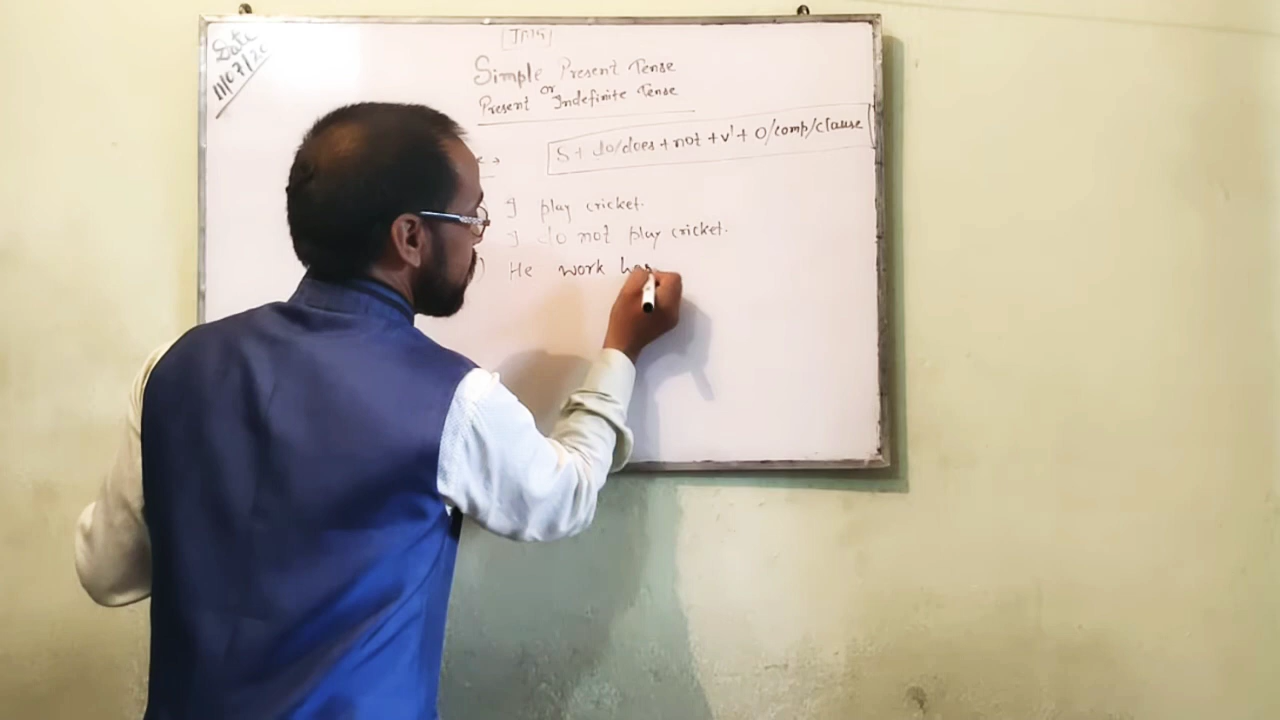 Date
11/07/20
Simple Present Tense
or
Present Indefinite Tense
S + do/does + not + v¹ + O/comp/clause
I play cricket.
I do not play cricket.
) He work